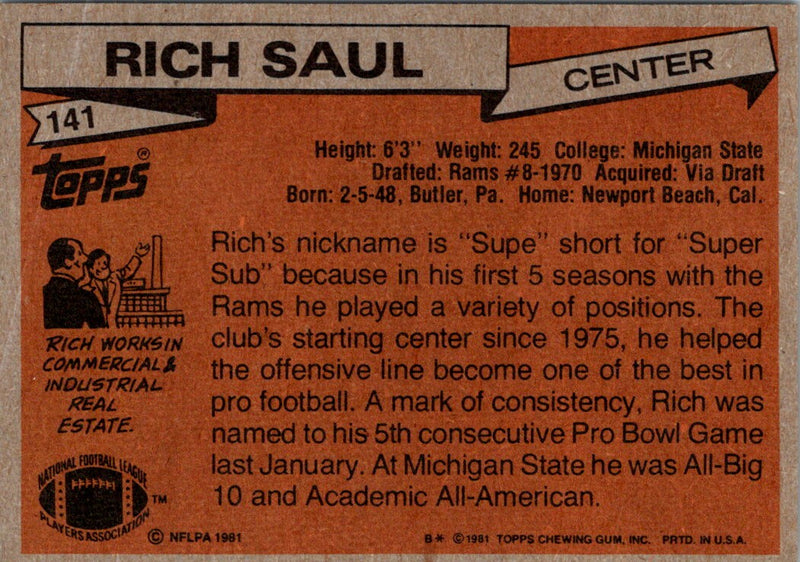 RICH SAUL
CENTER
141
Topps®
Height: 6'3'' Weight: 245 College: Michigan State
Drafted: Rams #8-1970 Acquired: Via Draft
Born: 2-5-48, Butler, Pa. Home: Newport Beach, Cal.
Rich's nickname is "Supe" short for "Super
Sub" because in his first 5 seasons with the
Rams he played a variety of positions. The
club's starting center since 1975, he helped
the offensive line become one of the best in
pro football. A mark of consistency, Rich was
named to his 5th consecutive Pro Bowl Game
last January. At Michigan State he was All-Big
10 and Academic All-American.
RICH WORKS IN
COMMERCIAL &
INDUSTRIAL
REAL
ESTATE.
NATIONAL FOOTBALL LEAGUE
PLAYERS ASSOCIATION
™
© NFLPA 1981
B* © 1981 TOPPS CHEWING GUM, INC. PRTD. IN U.S.A.